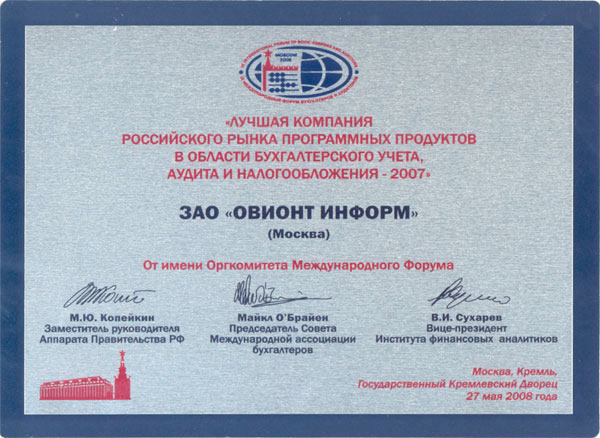 MOSCOW
2008
«ЛУЧШАЯ КОМПАНИЯ
РОССИЙСКОГО РЫНКА ПРОГРАММНЫХ ПРОДУКТОВ
В ОБЛАСТИ БУХГАЛТЕРСКОГО УЧЕТА,
АУДИТА И НАЛОГООБЛОЖЕНИЯ - 2007»
ЗАО «ОВИОНТ ИНФОРМ»
(Москва)
От имени Оргкомитета Международного Форума
М.Ю. Копейкин
Заместитель руководителя
Аппарата Правительства РФ
Майкл О'Брайен
Председатель Совета
Международной ассоциации
бухгалтеров
В.И. Сухарев
Вице-президент
Института финансовых аналитиков
Москва, Кремль,
Государственный Кремлевский Дворец
27 мая 2008 года